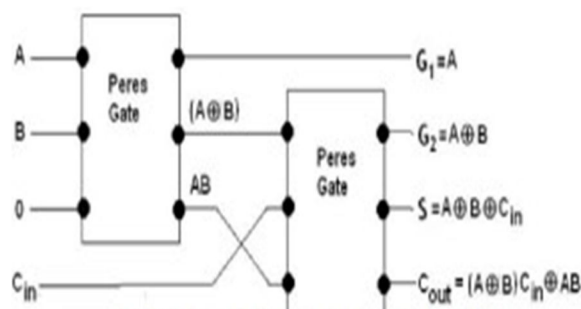 A
Peres
Gate
G₁=A
B
(A⊕B)
Peres
Gate
G₂=A⊕B
0
AB
S=A⊕B⊕Cᵢₙ
Cᵢₙ
Cₒᵤₜ=(A⊕B)Cᵢₙ⊕AB